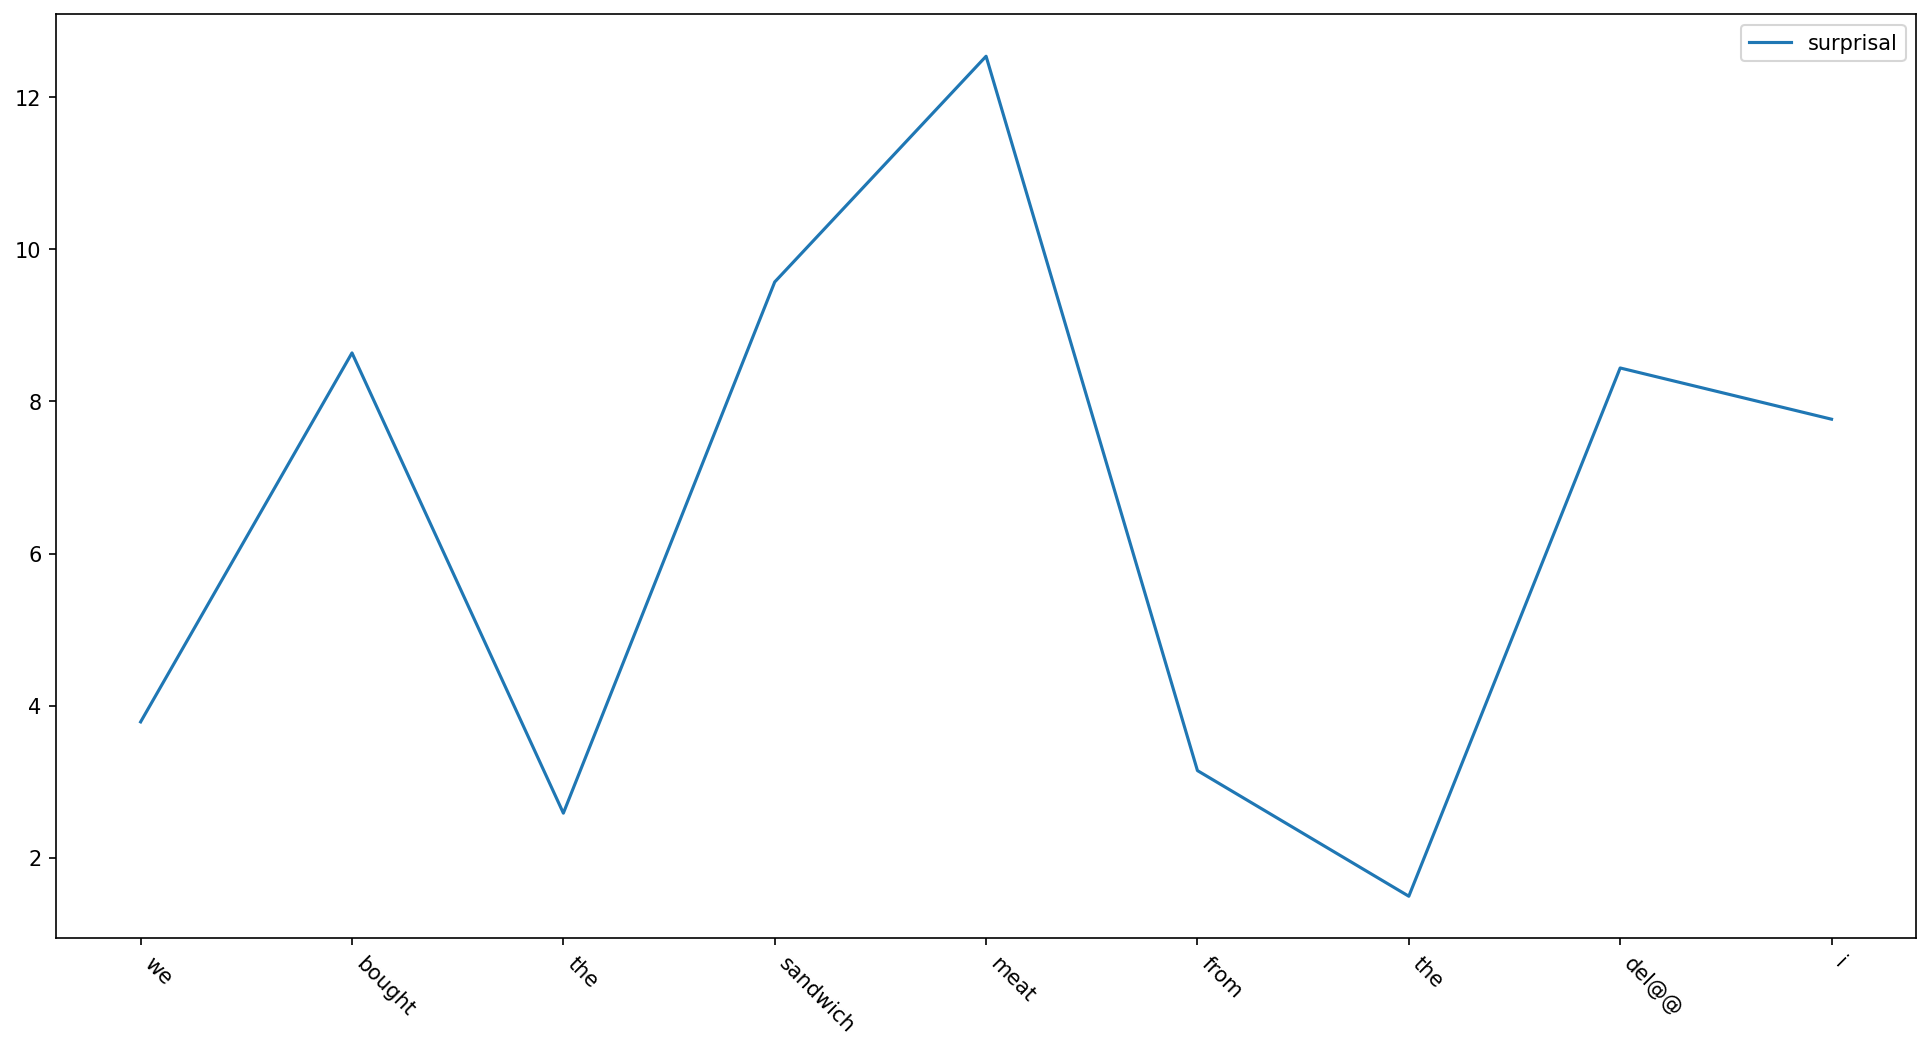 surprisal
12
10
8
6
4
2
we
bought
the
sandwich
meat
from
the
del@@
i